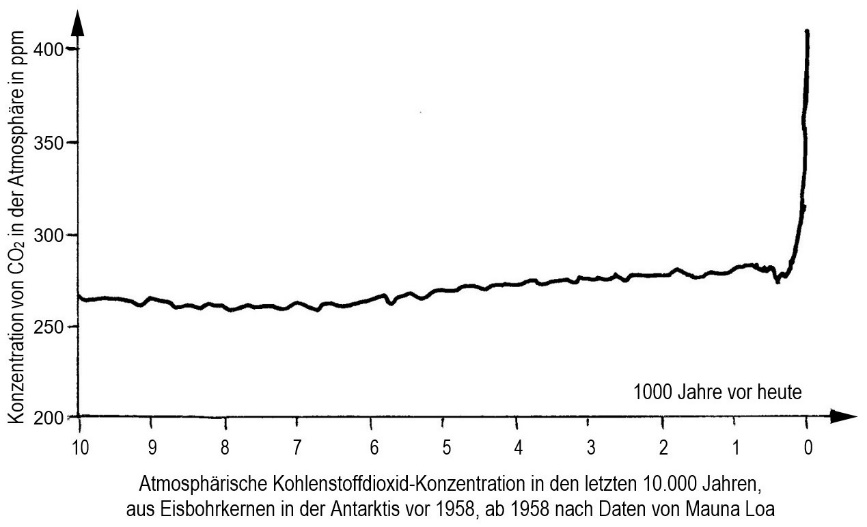 Konzentration von CO₂ in der Atmosphäre in ppm
400
350
300
250
200
1000 Jahre vor heute
10 9 8 7 6 5 4 3 2 1 0
Atmosphärische Kohlenstoffdioxid-Konzentration in den letzten 10.000 Jahren,
aus Eisbohrkernen in der Antarktis vor 1958, ab 1958 nach Daten von Mauna Loa